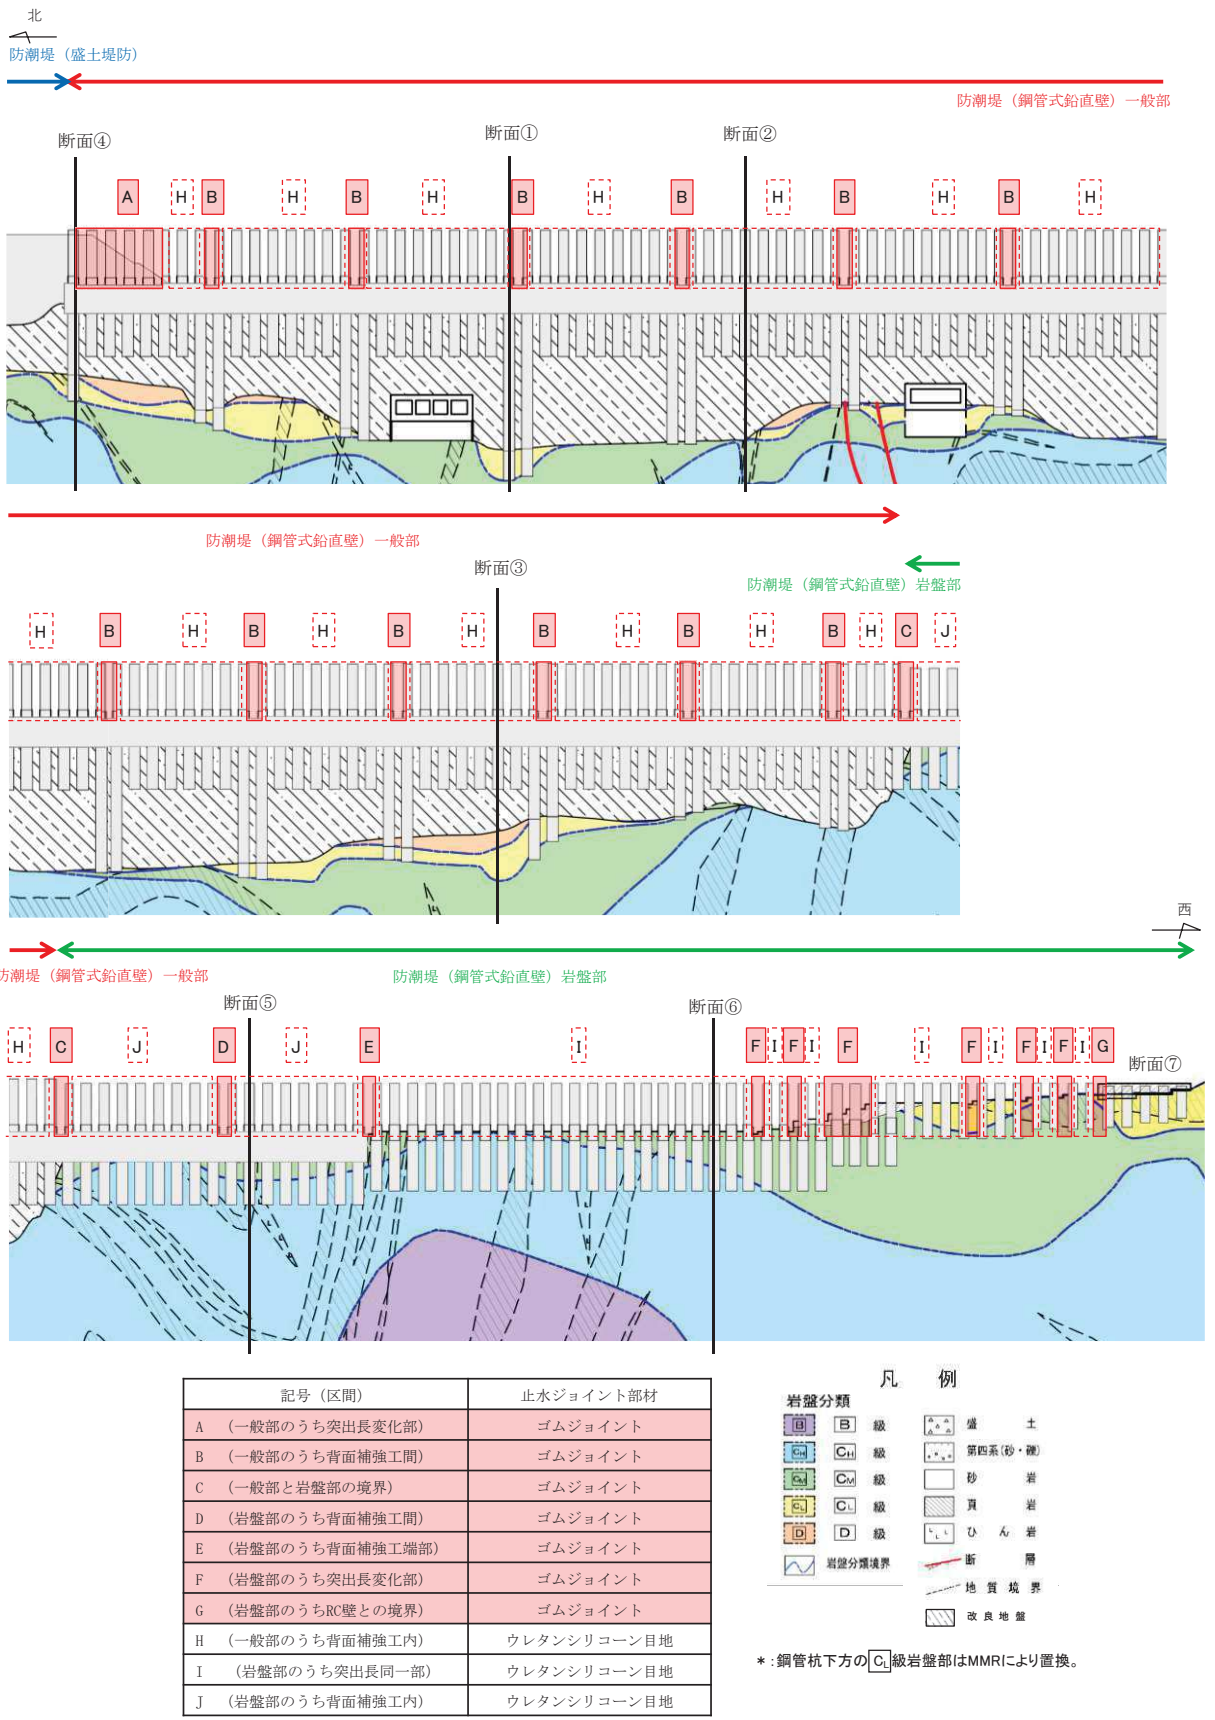 北
防潮堤（盛土堤防）
防潮堤（鋼管式鉛直壁）一般部
断面④ 断面① 断面②
A H B H B H B H B H B H B H
防潮堤（鋼管式鉛直壁）一般部
断面③
防潮堤（鋼管式鉛直壁）岩盤部
H B H B H B H B H B H B H C J
西
防潮堤（鋼管式鉛直壁）一般部 防潮堤（鋼管式鉛直壁）岩盤部
断面⑤ 断面⑥
H C J D J E I F I F I F I F I F I F I G
断面⑦
記号（区間） 止水ジョイント部材
A （一般部のうち突出長変化部） ゴムジョイント
B （一般部のうち背面補強工間） ゴムジョイント
C （一般部と岩盤部の境界） ゴムジョイント
D （岩盤部のうち背面補強工間） ゴムジョイント
E （岩盤部のうち背面補強工端部） ゴムジョイント
F （岩盤部のうち突出長変化部） ゴムジョイント
G （岩盤部のうちRC壁との境界） ゴムジョイント
H （一般部のうち背面補強工内） ウレタンシリコーン目地
I （岩盤部のうち突出長同一部） ウレタンシリコーン目地
J （岩盤部のうち背面補強工内） ウレタンシリコーン目地
凡 例
岩盤分類
B B 級
CH CH 級
CM CM 級
CL CL 級
D D 級
岩盤分類境界
盛 土
第四系(砂・礫)
砂 岩
頁 岩
ひ ん 岩
断 層
地 質 境 界
改 良 地 盤
＊:鋼管杭下方のCL級岩盤部はMMRにより置換。